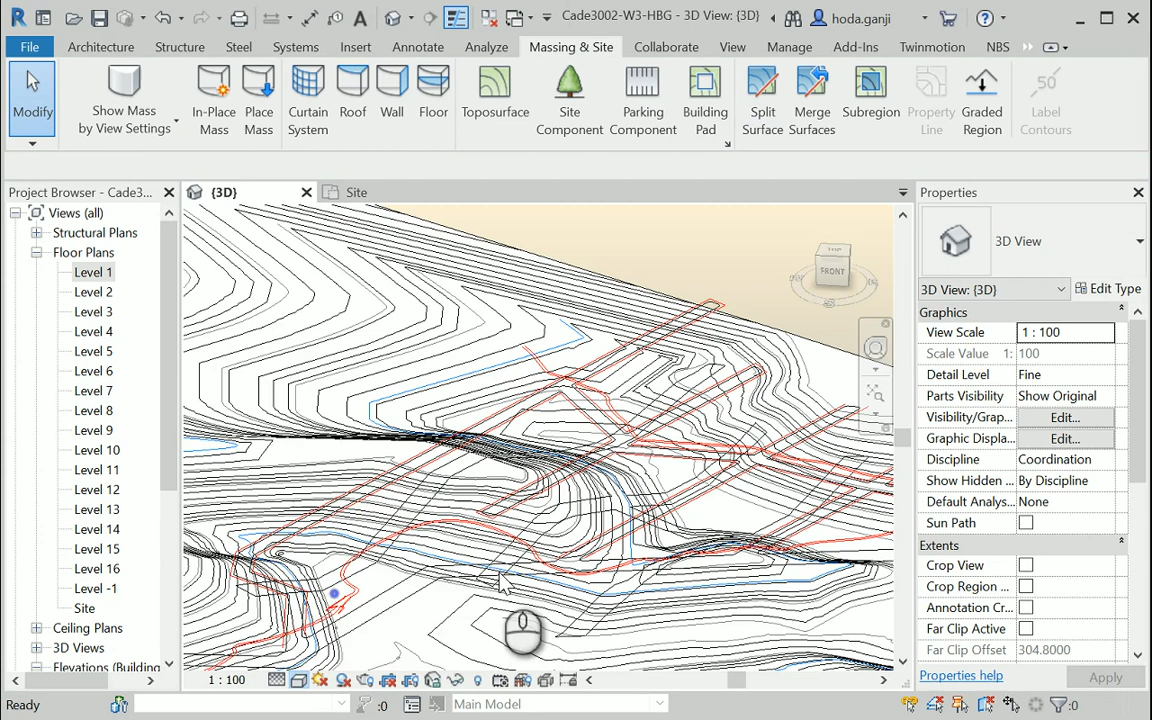 Cade3002-W3-HBG - 3D View: {3D}
hoda.ganji
File Architecture Structure Steel Systems Insert Annotate Analyze Massing & Site Collaborate View Manage Add-Ins Twinmotion NBS
Modify
Show Mass
by View Settings
In-Place
Mass
Place
Mass
Curtain
System
Roof
Wall
Floor
Toposurface
Site
Component
Parking
Component
Building
Pad
Split
Surface
Merge
Surfaces
Subregion
Property
Line
Graded
Region
50
Label
Contours
Project Browser - Cade3...
{3D}
Site
Properties
Views (all)
Structural Plans
Floor Plans
Level 1
Level 2
Level 3
Level 4
Level 5
Level 6
Level 7
Level 8
Level 9
Level 10
Level 11
Level 12
Level 13
Level 14
Level 15
Level 16
Level -1
Site
Ceiling Plans
3D Views
Elevations (Building
TOP
FRONT
3D View
3D View: {3D}
Edit Type
Graphics
View Scale 1 : 100
Scale Value 1: 100
Detail Level Fine
Parts Visibility Show Original
Visibility/Grap... Edit...
Graphic Displa... Edit...
Discipline Coordination
Show Hidden ... By Discipline
Default Analys... None
Sun Path
Extents
Crop View
Crop Region ...
Annotation Cr...
Far Clip Active
Far Clip Offset 304.8000
Properties help
Apply
1 : 100
Ready
:0
Main Model
:0